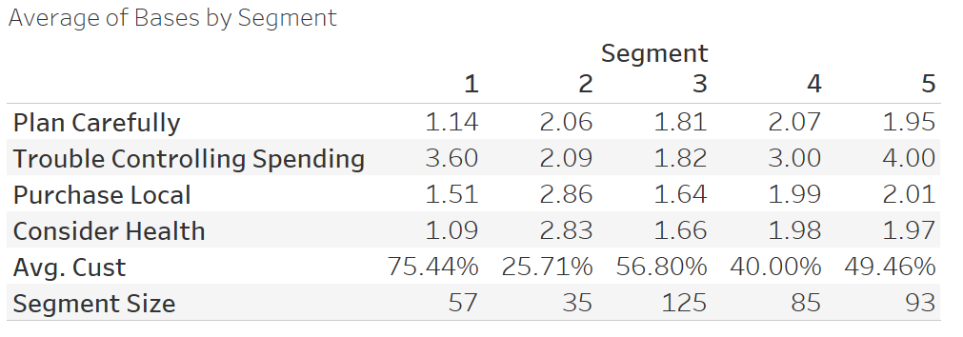 Average of Bases by Segment
Segment
1 2 3 4 5
Plan Carefully 1.14 2.06 1.81 2.07 1.95
Trouble Controlling Spending 3.60 2.09 1.82 3.00 4.00
Purchase Local 1.51 2.86 1.64 1.99 2.01
Consider Health 1.09 2.83 1.66 1.98 1.97
Avg. Cust 75.44% 25.71% 56.80% 40.00% 49.46%
Segment Size 57 35 125 85 93